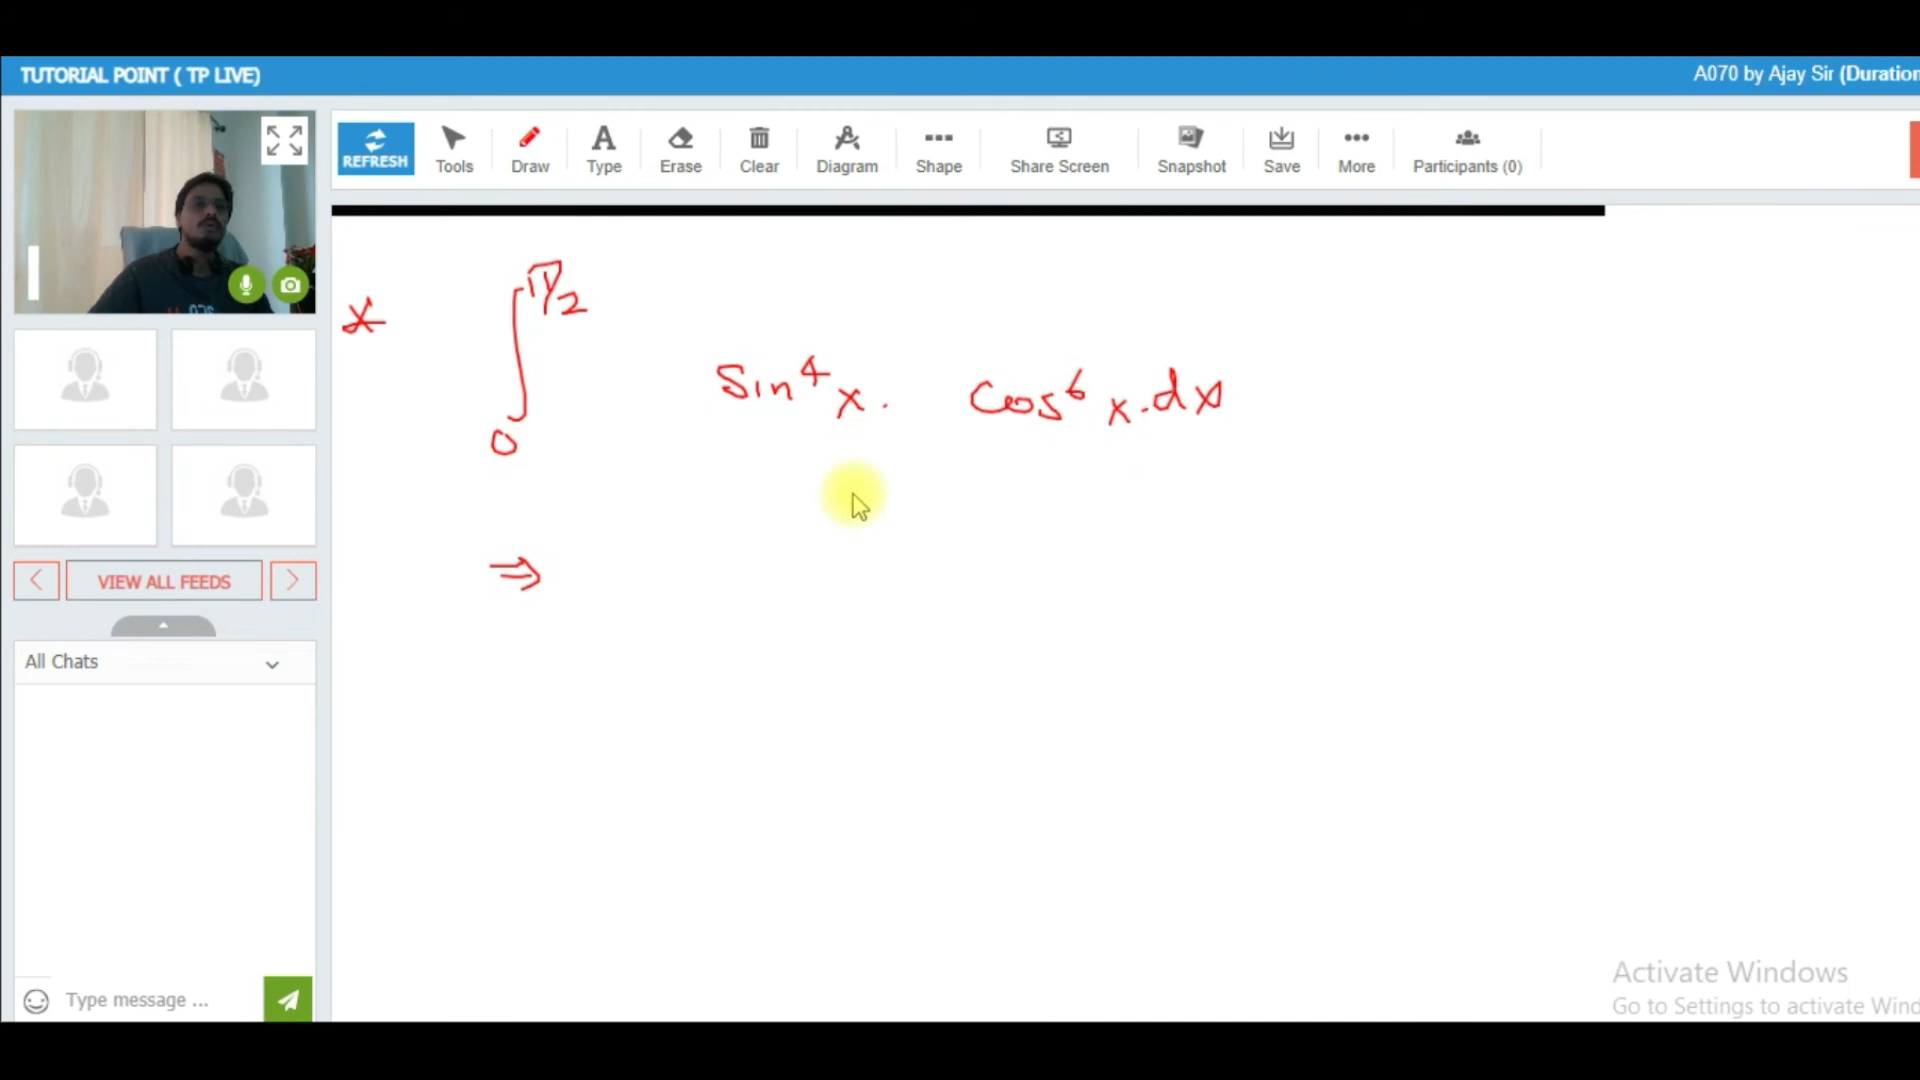 TUTORIAL POINT ( TP LIVE)
A070 by Ajay Sir (Duration
REFRESH
Tools
Draw
Type
Erase
Clear
Diagram
Shape
Share Screen
Snapshot
Save
More
Participants (0)
∫₀^π/2 Sin⁴ x. Cos⁶ x.dx
⇒
VIEW ALL FEEDS
All Chats
Type message ...
Activate Windows
Go to Settings to activate Wind